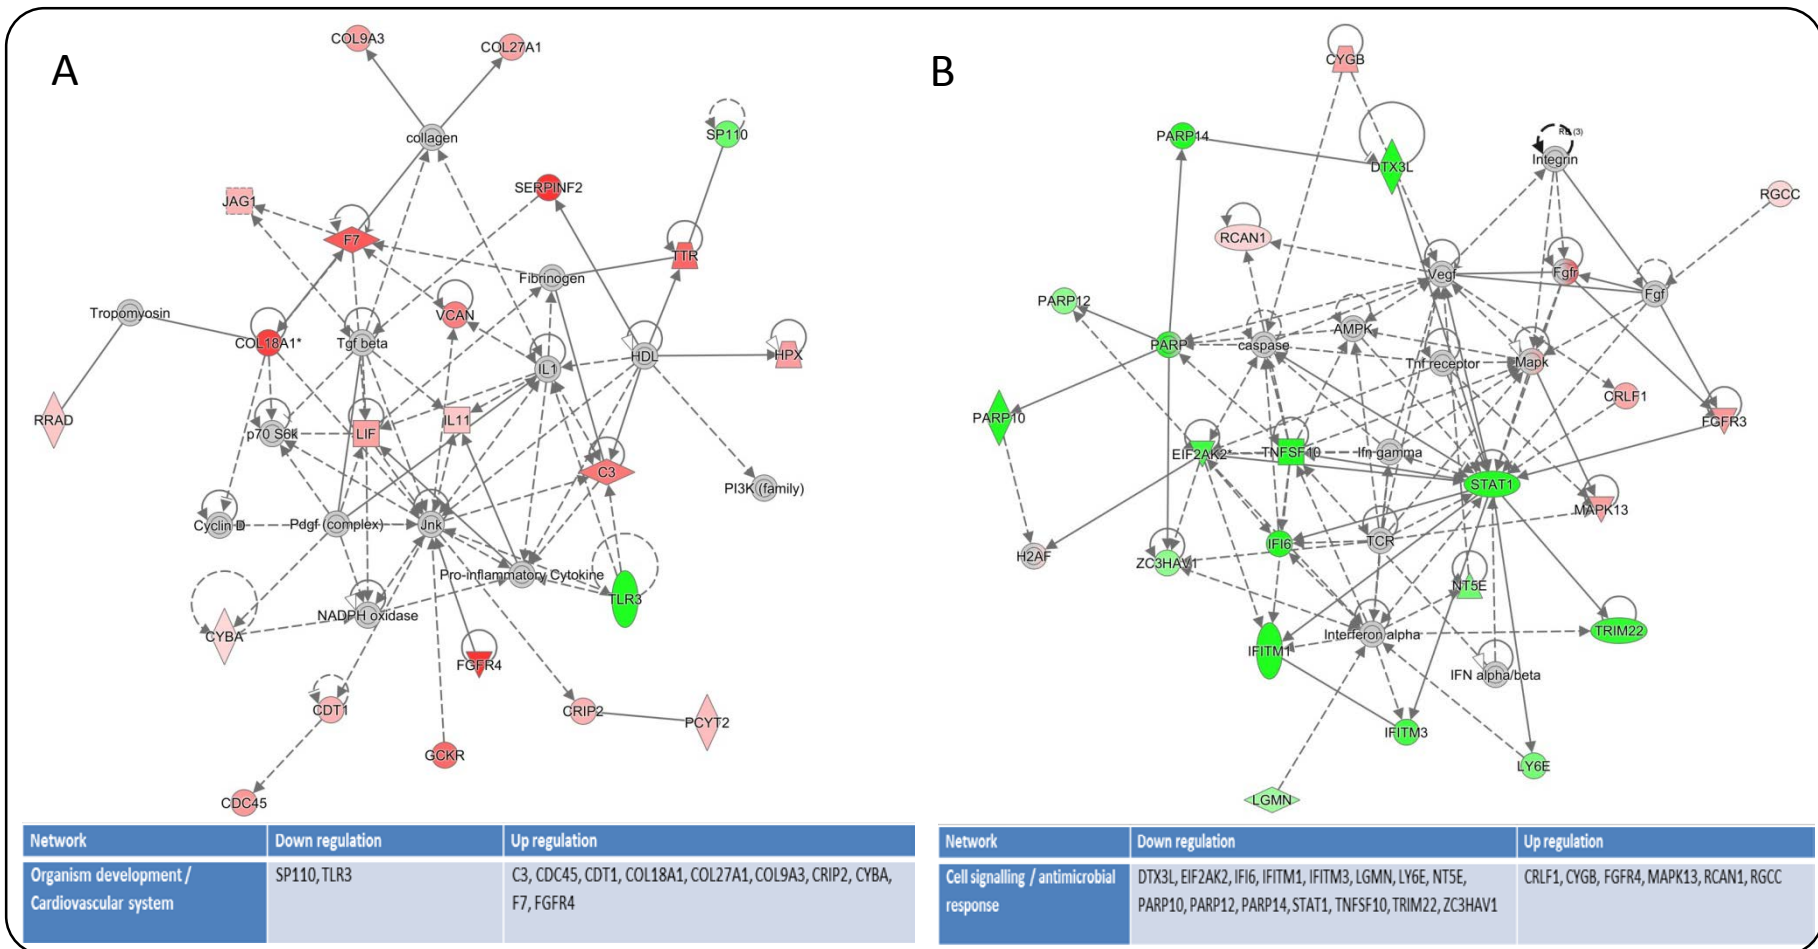 A
COL9A3
COL27A1
collagen
SP110
SERPINF2
JAG1
F7
TTR
Fibrinogen
Tropomyosin
VCAN
COL18A1*
Tgf beta
HDL
HPX
IL1
RRAD
p70 S6k
LIF
IL11
C3
PI3K (family)
Cyclin D
Pdgf (complex)
Jnk
Pro-inflammatory Cytokine
TLR3
NADPH oxidase
CYBA
FGFR4
CDT1
CRIP2
PCYT2
GCKR
CDC45
Network
Down regulation
Up regulation
Organism development /
Cardiovascular system
SP110, TLR3
C3, CDC45, CDT1, COL18A1, COL27A1, COL9A3, CRIP2, CYBA,
F7, FGFR4
B
CYGB
PARP14
RE (3)
DTX3L
Integrin
RGCC
RCAN1
Vegf
Fgfr
Fgf
PARP12
AMPK
PARP
caspase
Tnf receptor
Mapk
CRLF1
PARP10
FGFR3
EIF2AK2*
TNFSF10
Ifn gamma
STAT1
MAPK13
H2AF
ZC3HAV1
IFI6
TCR
NT5E
Interferon alpha
TRIM22
IFITM1
IFN alpha/beta
IFITM3
LY6E
LGMN
Network
Down regulation
Up regulation
Cell signalling / antimicrobial
response
DTX3L, EIF2AK2, IFI6, IFITM1, IFITM3, LGMN, LY6E, NT5E,
PARP10, PARP12, PARP14, STAT1, TNFSF10, TRIM22, ZC3HAV1
CRLF1, CYGB, FGFR4, MAPK13, RCAN1, RGCC